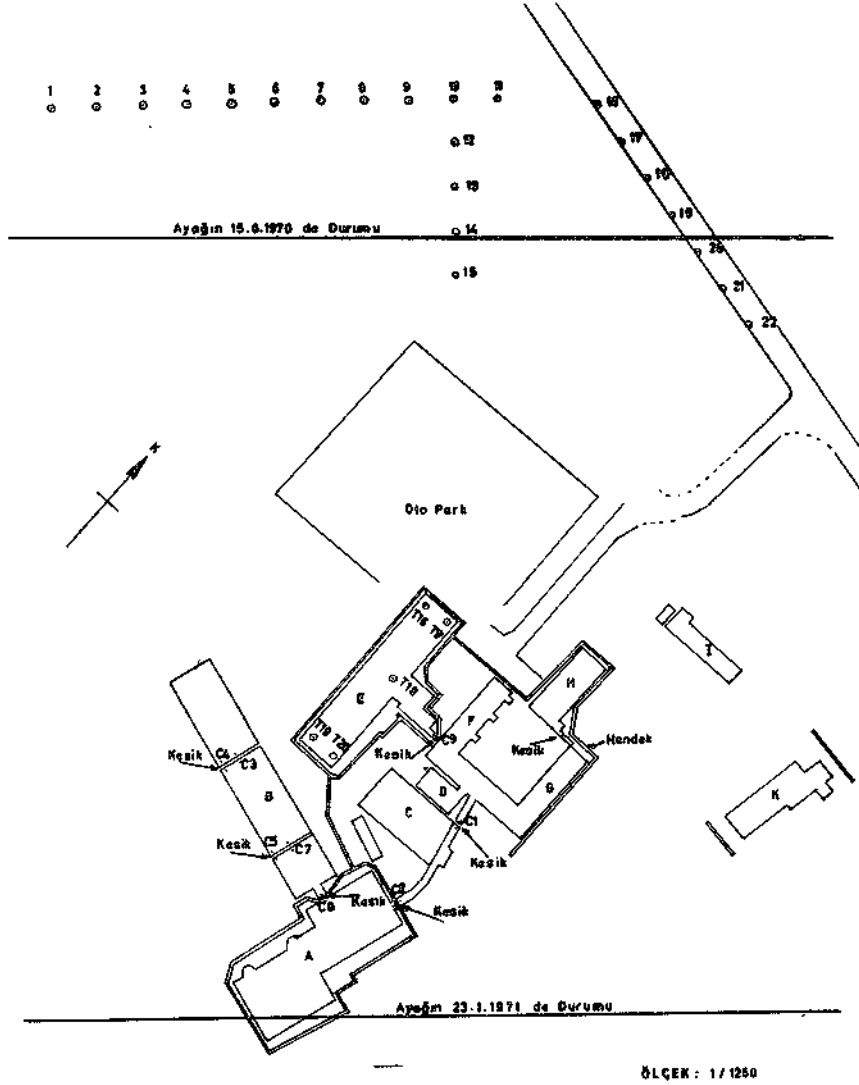 1 2 3 4 5 6 7 8 9 10 11
12
13
14
15
16
17
18
19
20
21
22
Ayağın 15.6.1970 de Durumu
Oto Park
T16 T9
T18
E
T19 T20
F
H
I
C9
Kesik
Kesik
Hendek
Kesik
C4
C3
B
D
G
K
C
C1
Kesik
C5
C7
Kesik
C2
Kesik
Kesik
A
Ayağın 23.1.1971 de Durumu
ÖLÇEK : 1/1250